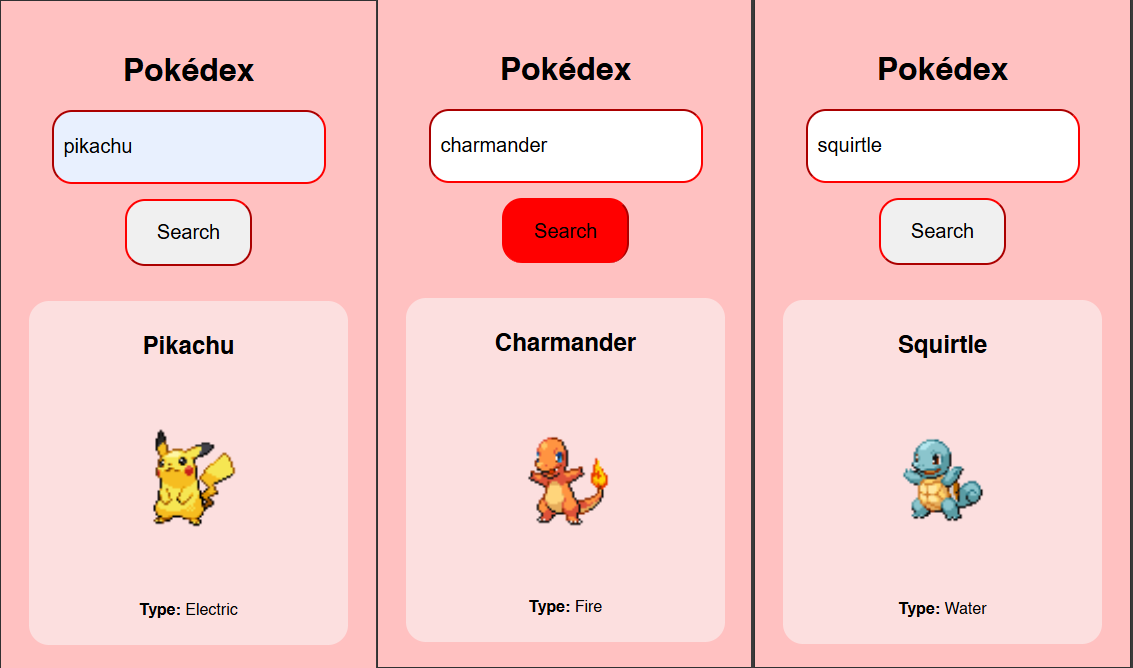 Pokédex
pikachu
Search
Pikachu
Type: Electric
Pokédex
charmander
Search
Charmander
Type: Fire
Pokédex
squirtle
Search
Squirtle
Type: Water